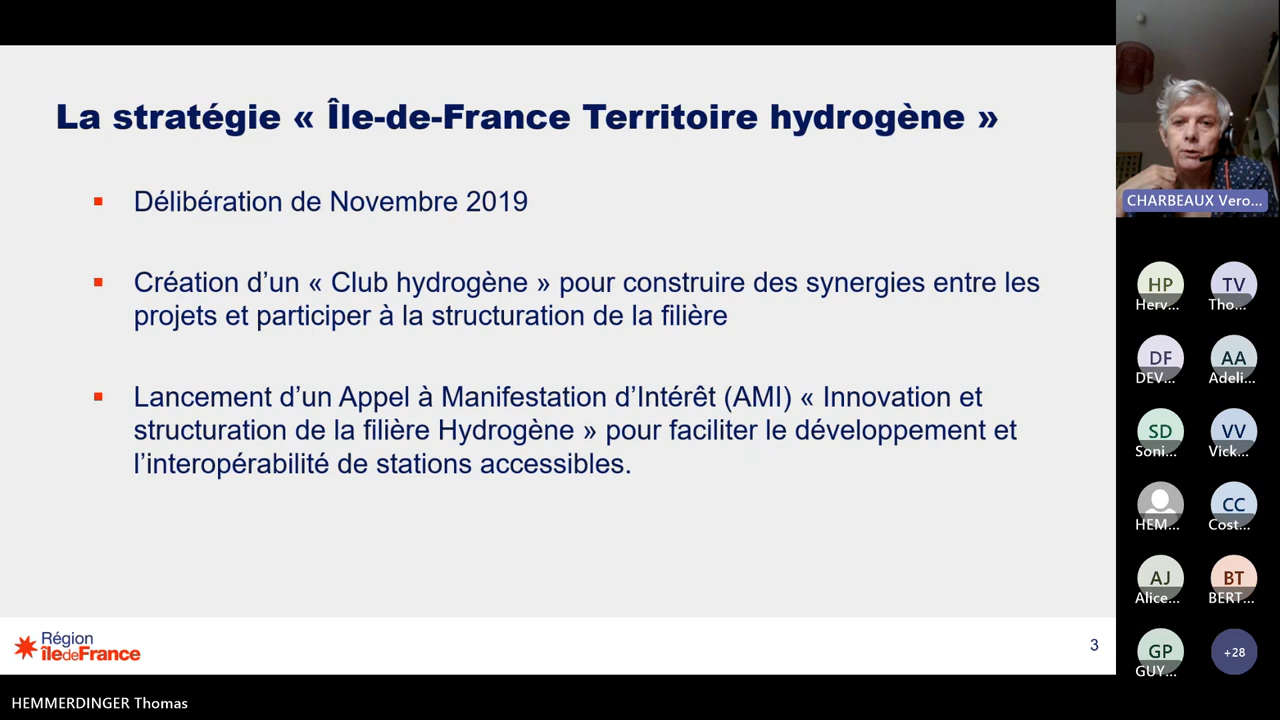 La stratégie « Île-de-France Territoire hydrogène »
Délibération de Novembre 2019
Création d’un « Club hydrogène » pour construire des synergies entre les
projets et participer à la structuration de la filière
Lancement d’un Appel à Manifestation d’Intérêt (AMI) « Innovation et
structuration de la filière Hydrogène » pour faciliter le développement et
l’interopérabilité de stations accessibles.
Région
îledeFrance
3
HEMMERDINGER Thomas
CHARBEAUX Vero...
HP
Herv...
TV
Tho...
DF
DEV...
AA
Adeli...
SD
Soni...
VV
Vick...
HEM...
CC
Cost...
AJ
Alice...
BT
BERT...
GP
GUY...
+28